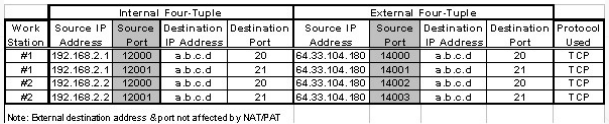 Internal Four-Tuple External Four-Tuple
Work Source IP Source Destination Destination Source IP Source Destination Destination Protocol
Station Address Port IP Address Port Address Port IP Address Port Used
#1 192.168.2.1 12000 a.b.c.d 20 64.33.104.180 14000 a.b.c.d 20 TCP
#1 192.168.2.1 12001 a.b.c.d 21 64.33.104.180 14001 a.b.c.d 21 TCP
#2 192.168.2.2 12000 a.b.c.d 20 64.33.104.180 14002 a.b.c.d 20 TCP
#2 192.168.2.2 12001 a.b.c.d 21 64.33.104.180 14003 a.b.c.d 21 TCP
Note: External destination address & port not affected by NAT/PAT